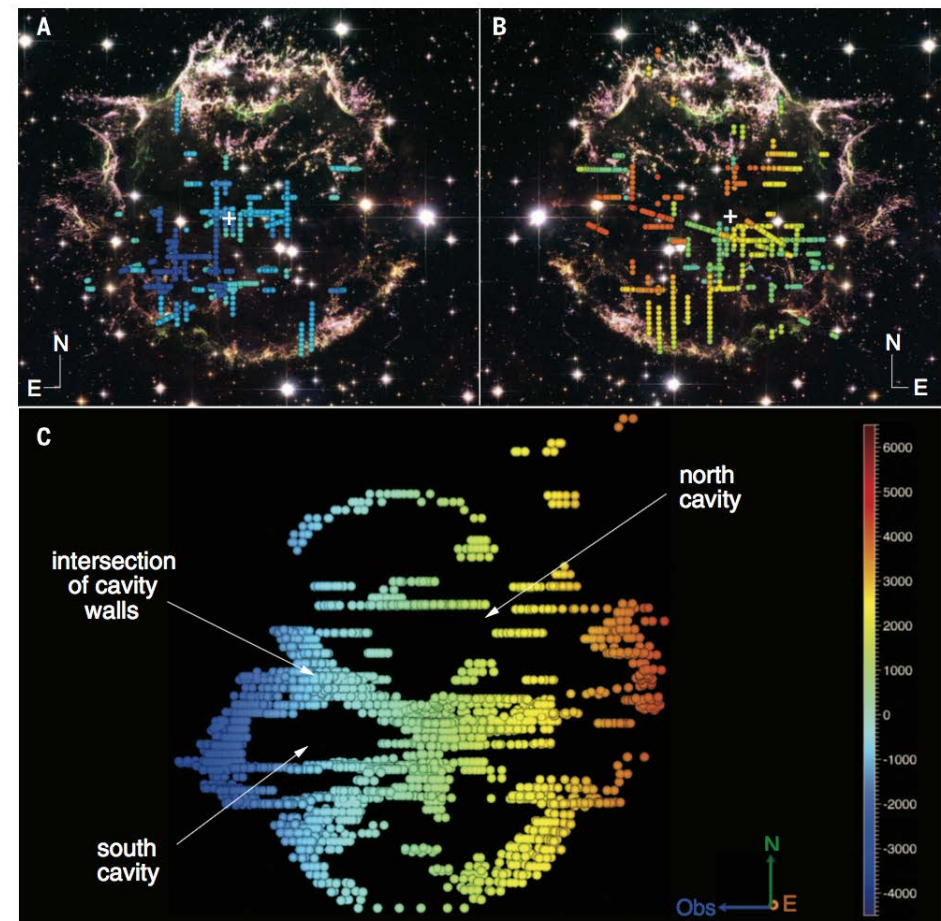 A
B
N
E
N
E
C
north
cavity
intersection
of cavity
walls
south
cavity
6000
5000
4000
3000
2000
1000
0
-1000
-2000
-3000
-4000
N
E
Obs